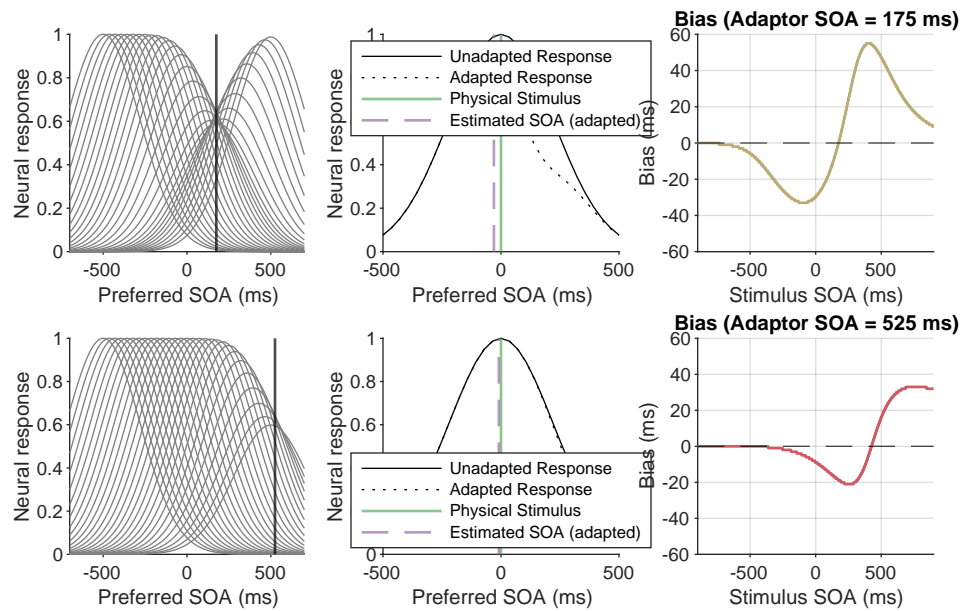 Bias (Adaptor SOA = 175 ms)
1
0.8
0.6
0.4
0.2
0
Neural response
-500
0
500
Preferred SOA (ms)
1
0.4
0.2
0
Neural response
Unadapted Response
Adapted Response
Physical Stimulus
Estimated SOA (adapted)
-500
0
500
Preferred SOA (ms)
60
40
20
0
-20
-40
-60
Bias (ms)
-500
0
500
Stimulus SOA (ms)
Bias (Adaptor SOA = 525 ms)
1
0.8
0.6
0.4
0.2
0
Neural response
-500
0
500
Preferred SOA (ms)
1
0.8
0.6
0
Neural response
Unadapted Response
Adapted Response
Physical Stimulus
Estimated SOA (adapted)
-500
0
500
Preferred SOA (ms)
60
40
20
0
-20
-40
-60
Bias (ms)
-500
0
500
Stimulus SOA (ms)